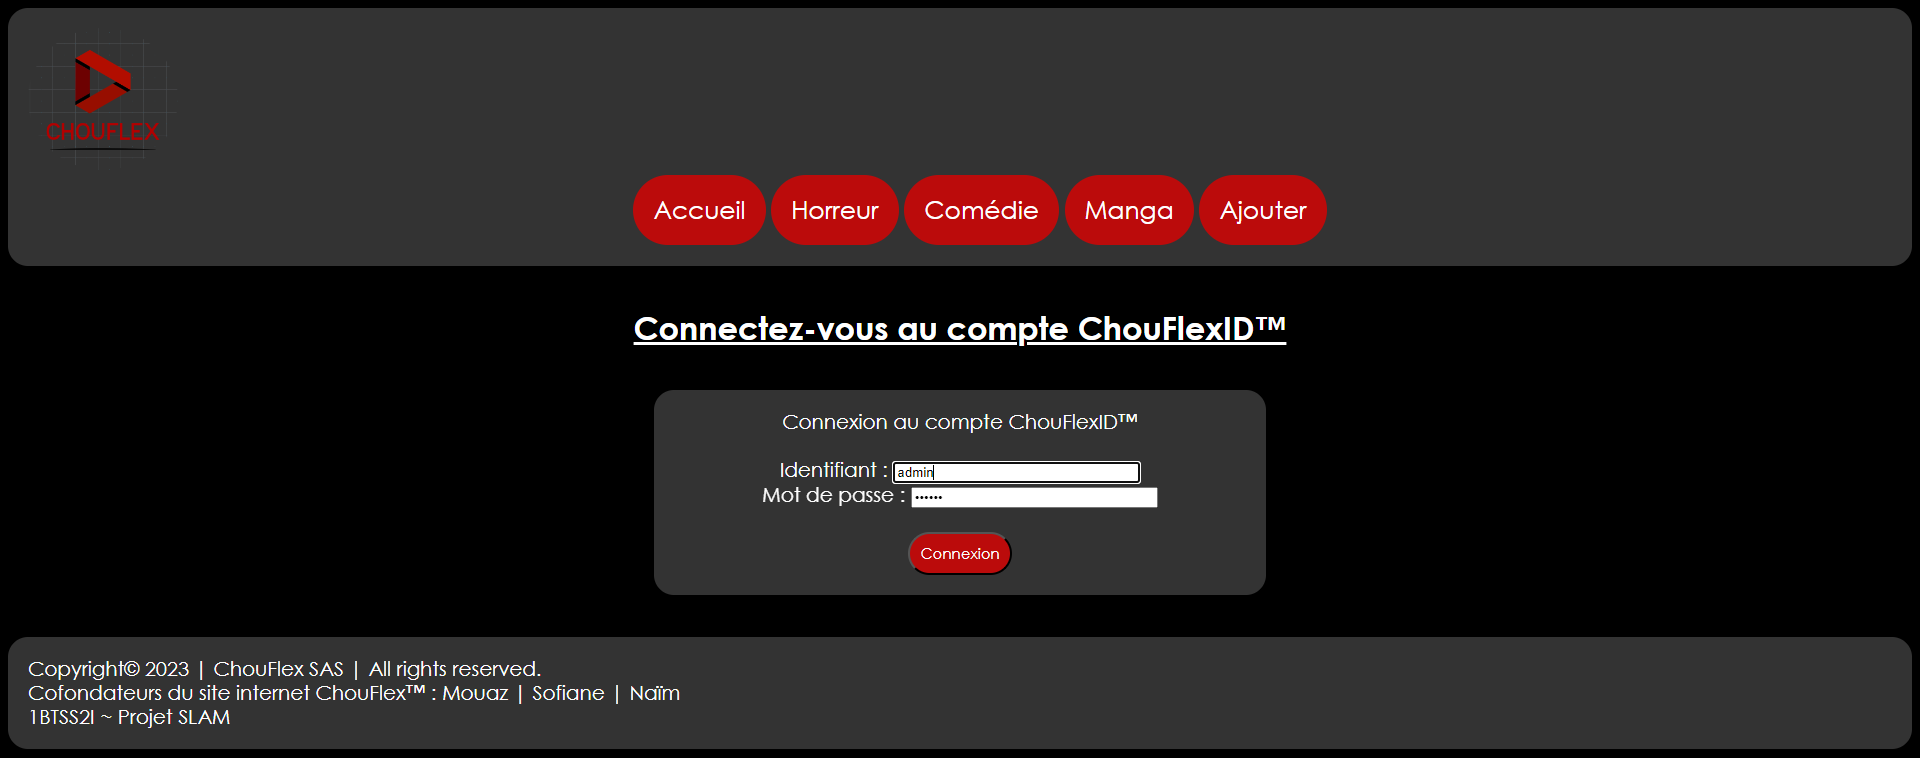 CHOUFLEX
Accueil Horreur Comédie Manga Ajouter
Connectez-vous au compte ChouFlexID™
Connexion au compte ChouFlexID™
Identifiant : admin
Mot de passe : ••••••
Connexion
Copyright© 2023 | ChouFlex SAS | All rights reserved.
Cofondateurs du site internet ChouFlex™ : Mouaz | Sofiane | Naïm
1BTSS2I ~ Projet SLAM